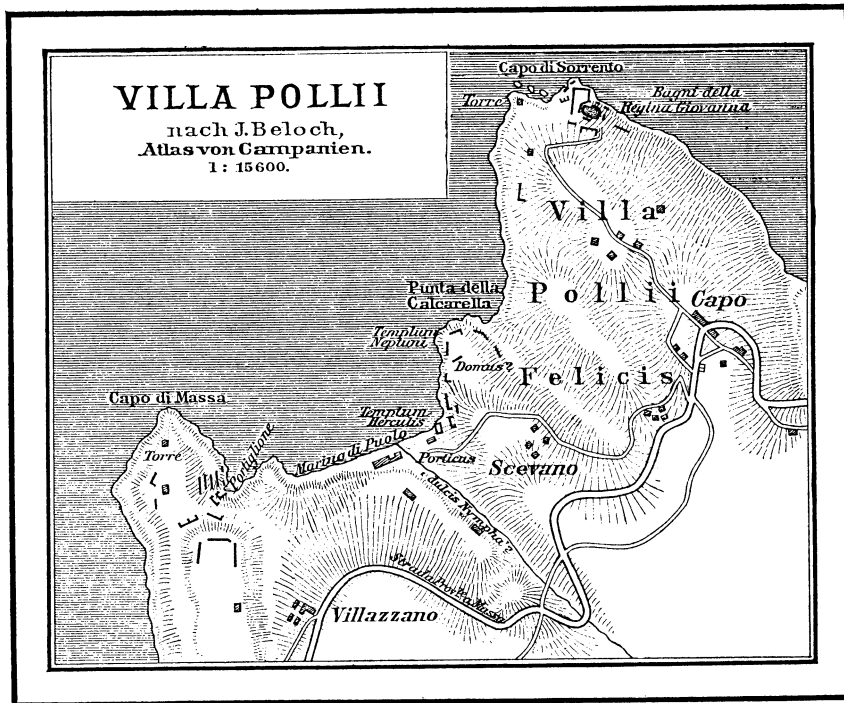 VILLA POLLII
nach J. Beloch,
Atlas von Campanien.
1 : 15600.
Capo di Sorrento
Torre
Bagni della
Regina Giovanna
Villa
Pollii
Capo
Felicis
Punta della
Calcarella
Templum
Neptuni
Domus?
Capo di Massa
Templum
Herculis
Torre
Portiglione
Marina di Puolo
Porticus
Scevano
dulcis Nympha?
Strada Portia Massa
Villazzano